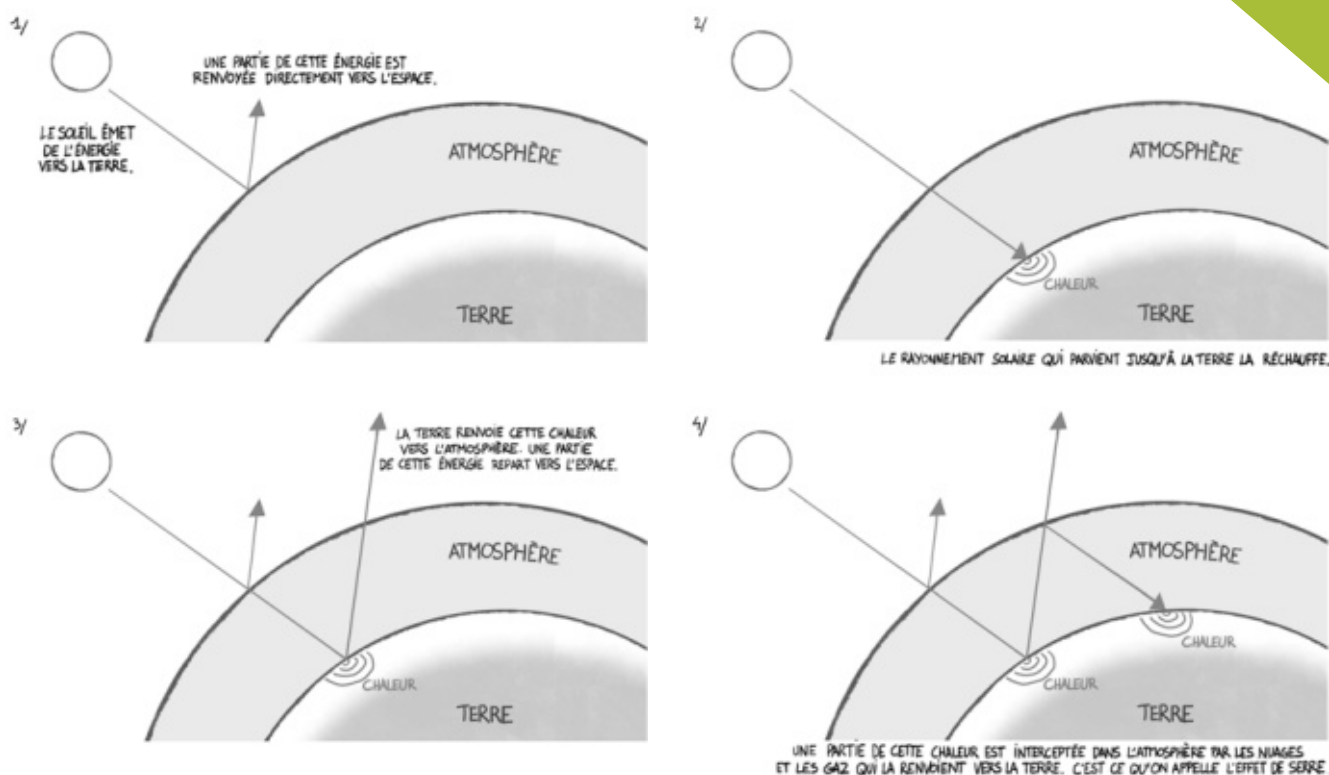 1/
UNE PARTIE DE CETTE ÉNERGIE EST
RENVOYÉE DIRECTEMENT VERS L'ESPACE.
LE SOLEIL ÉMET
DE L'ÉNERGIE
VERS LA TERRE.
ATMOSPHÈRE
TERRE
2/
ATMOSPHÈRE
CHALEUR
TERRE
LE RAYONNEMENT SOLAIRE QUI PARVIENT JUSQU'À LA TERRE LA RÉCHAUFFE.
3/
LA TERRE RENVOIE CETTE CHALEUR
VERS L'ATMOSPHÈRE. UNE PARTIE
DE CETTE ÉNERGIE REPART VERS L'ESPACE.
ATMOSPHÈRE
CHALEUR
TERRE
4/
ATMOSPHÈRE
CHALEUR
CHALEUR
TERRE
UNE PARTIE DE CETTE CHALEUR EST INTERCEPTÉE DANS L'ATMOSPHÈRE PAR LES NUAGES
ET LES GAZ QUI LA RENVOIENT VERS LA TERRE. C'EST CE QU'ON APPELLE L'EFFET DE SERRE